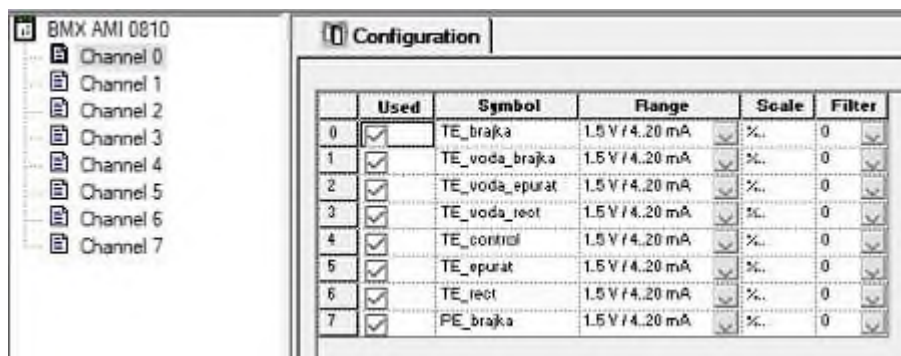 BMX AMI 0810
Channel 0
Channel 1
Channel 2
Channel 3
Channel 4
Channel 5
Channel 6
Channel 7
Configuration
Used Symbol Range Scale Filter
0 TE_brajka 1..5 V / 4..20 mA %.. 0
1 TE_voda_brajka 1..5 V / 4..20 mA %.. 0
2 TE_voda_epurat 1..5 V / 4..20 mA %.. 0
3 TE_voda_rect 1..5 V / 4..20 mA %.. 0
4 TE_control 1..5 V / 4..20 mA %.. 0
5 TE_epurat 1..5 V / 4..20 mA %.. 0
6 TE_rect 1..5 V / 4..20 mA %.. 0
7 PE_brajka 1..5 V / 4..20 mA %.. 0